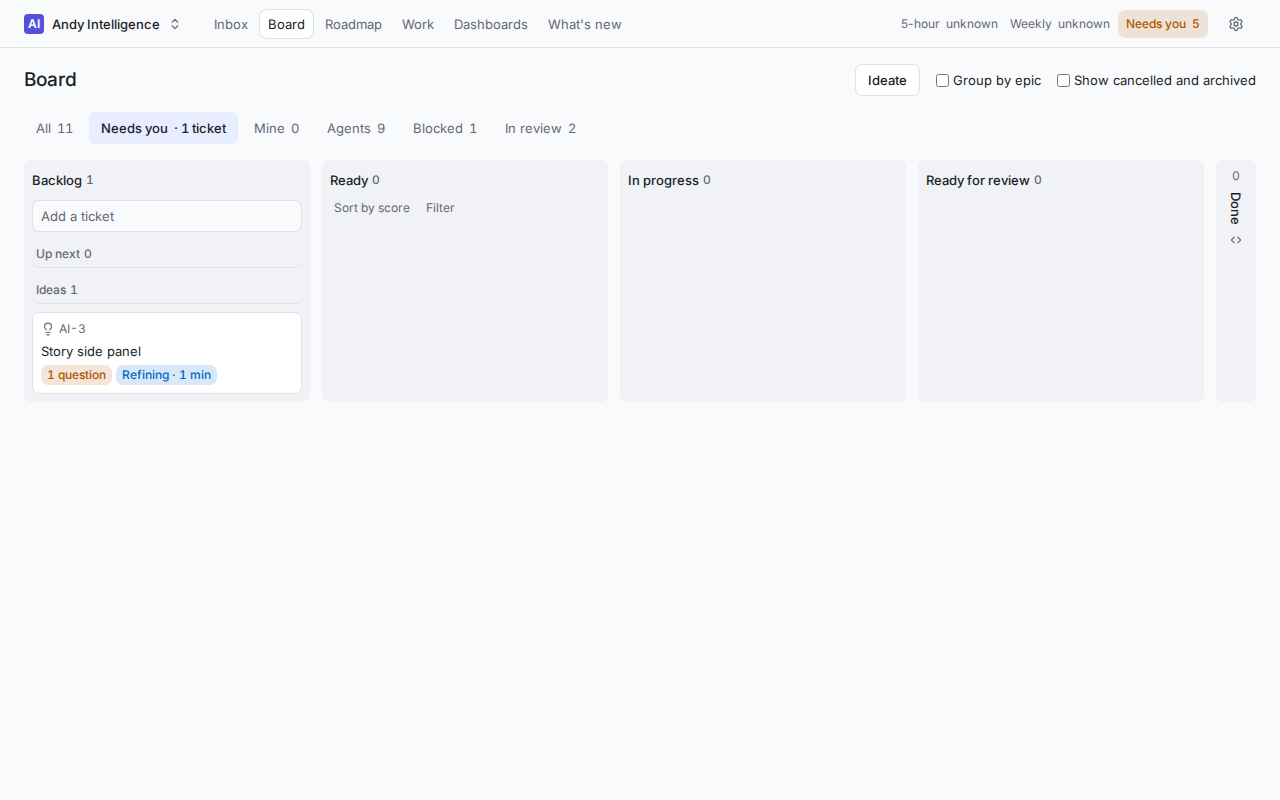 AI Andy Intelligence Inbox Board Roadmap Work Dashboards What's new 5-hour unknown Weekly unknown Needs you 5
Board Ideate Group by epic Show cancelled and archived
All 11 Needs you · 1 ticket Mine 0 Agents 9 Blocked 1 In review 2
Backlog 1
Add a ticket
Up next 0
Ideas 1
AI-3
Story side panel
1 question Refining · 1 min
Ready 0
Sort by score Filter
In progress 0
Ready for review 0
0
Done